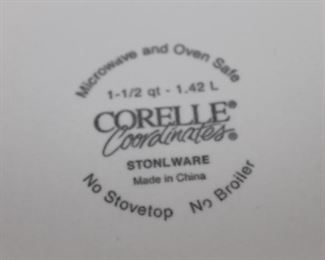 Microwave and Oven Safe
1-1/2 qt - 1.42 L
CORELLE®
Coordinates®
STONLWARE
Made in China
No Stovetop No Broiler